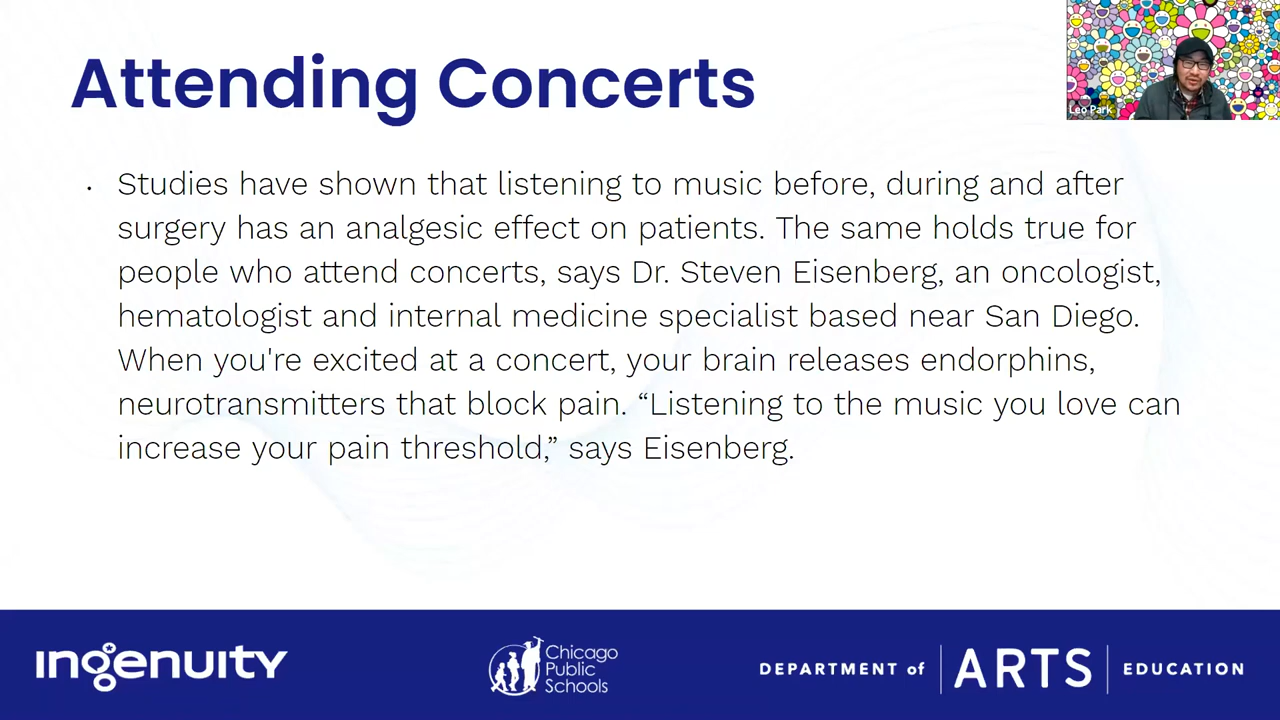 Attending Concerts
Leo Park
· Studies have shown that listening to music before, during and after
surgery has an analgesic effect on patients. The same holds true for
people who attend concerts, says Dr. Steven Eisenberg, an oncologist,
hematologist and internal medicine specialist based near San Diego.
When you're excited at a concert, your brain releases endorphins,
neurotransmitters that block pain. “Listening to the music you love can
increase your pain threshold,” says Eisenberg.
ingenuity
Chicago
Public
Schools
DEPARTMENT of ARTS EDUCATION